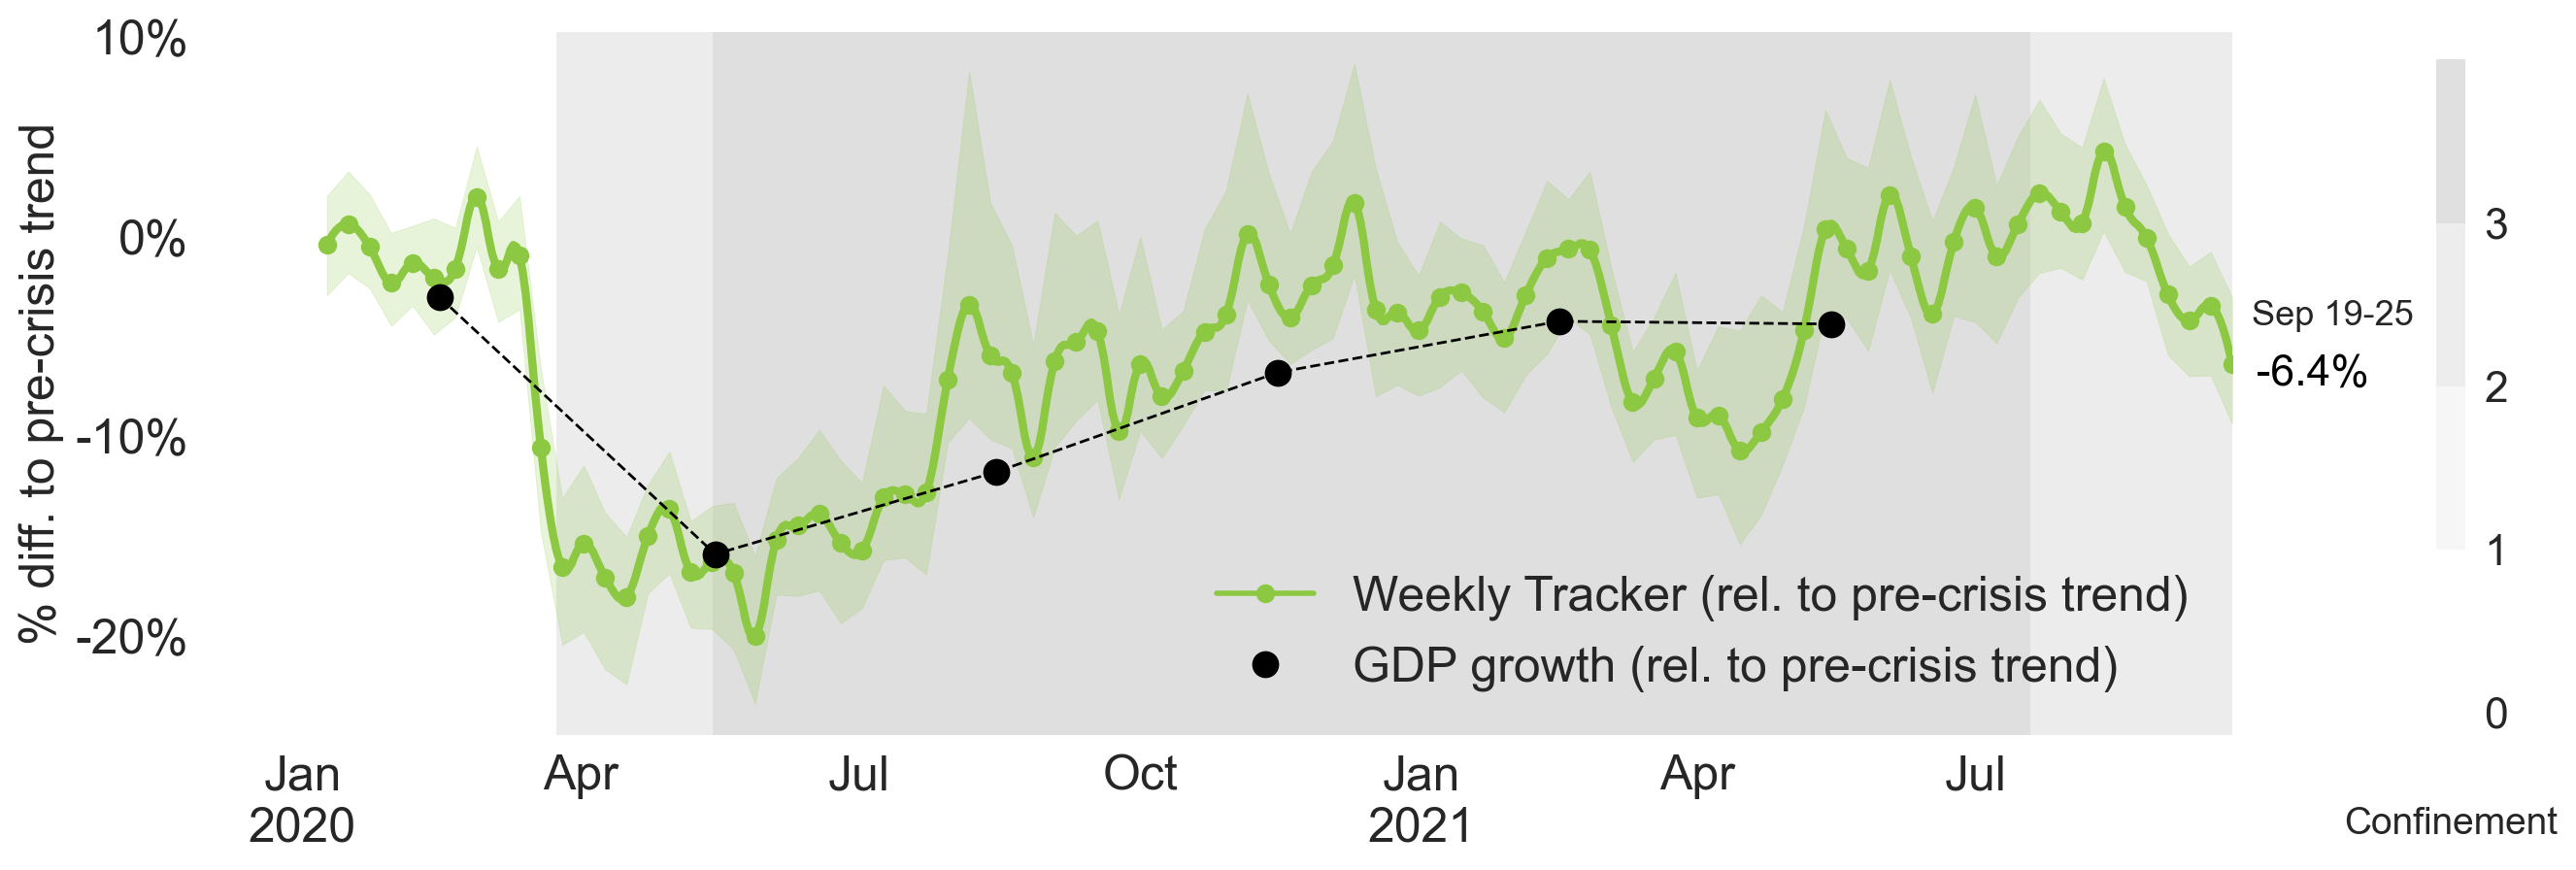 % diff. to pre-crisis trend
10%
0%
-10%
-20%
Jan
2020
Apr
Jul
Oct
Jan
2021
Apr
Jul
Weekly Tracker (rel. to pre-crisis trend)
GDP growth (rel. to pre-crisis trend)
Sep 19-25
-6.4%
3
2
1
0
Confinement